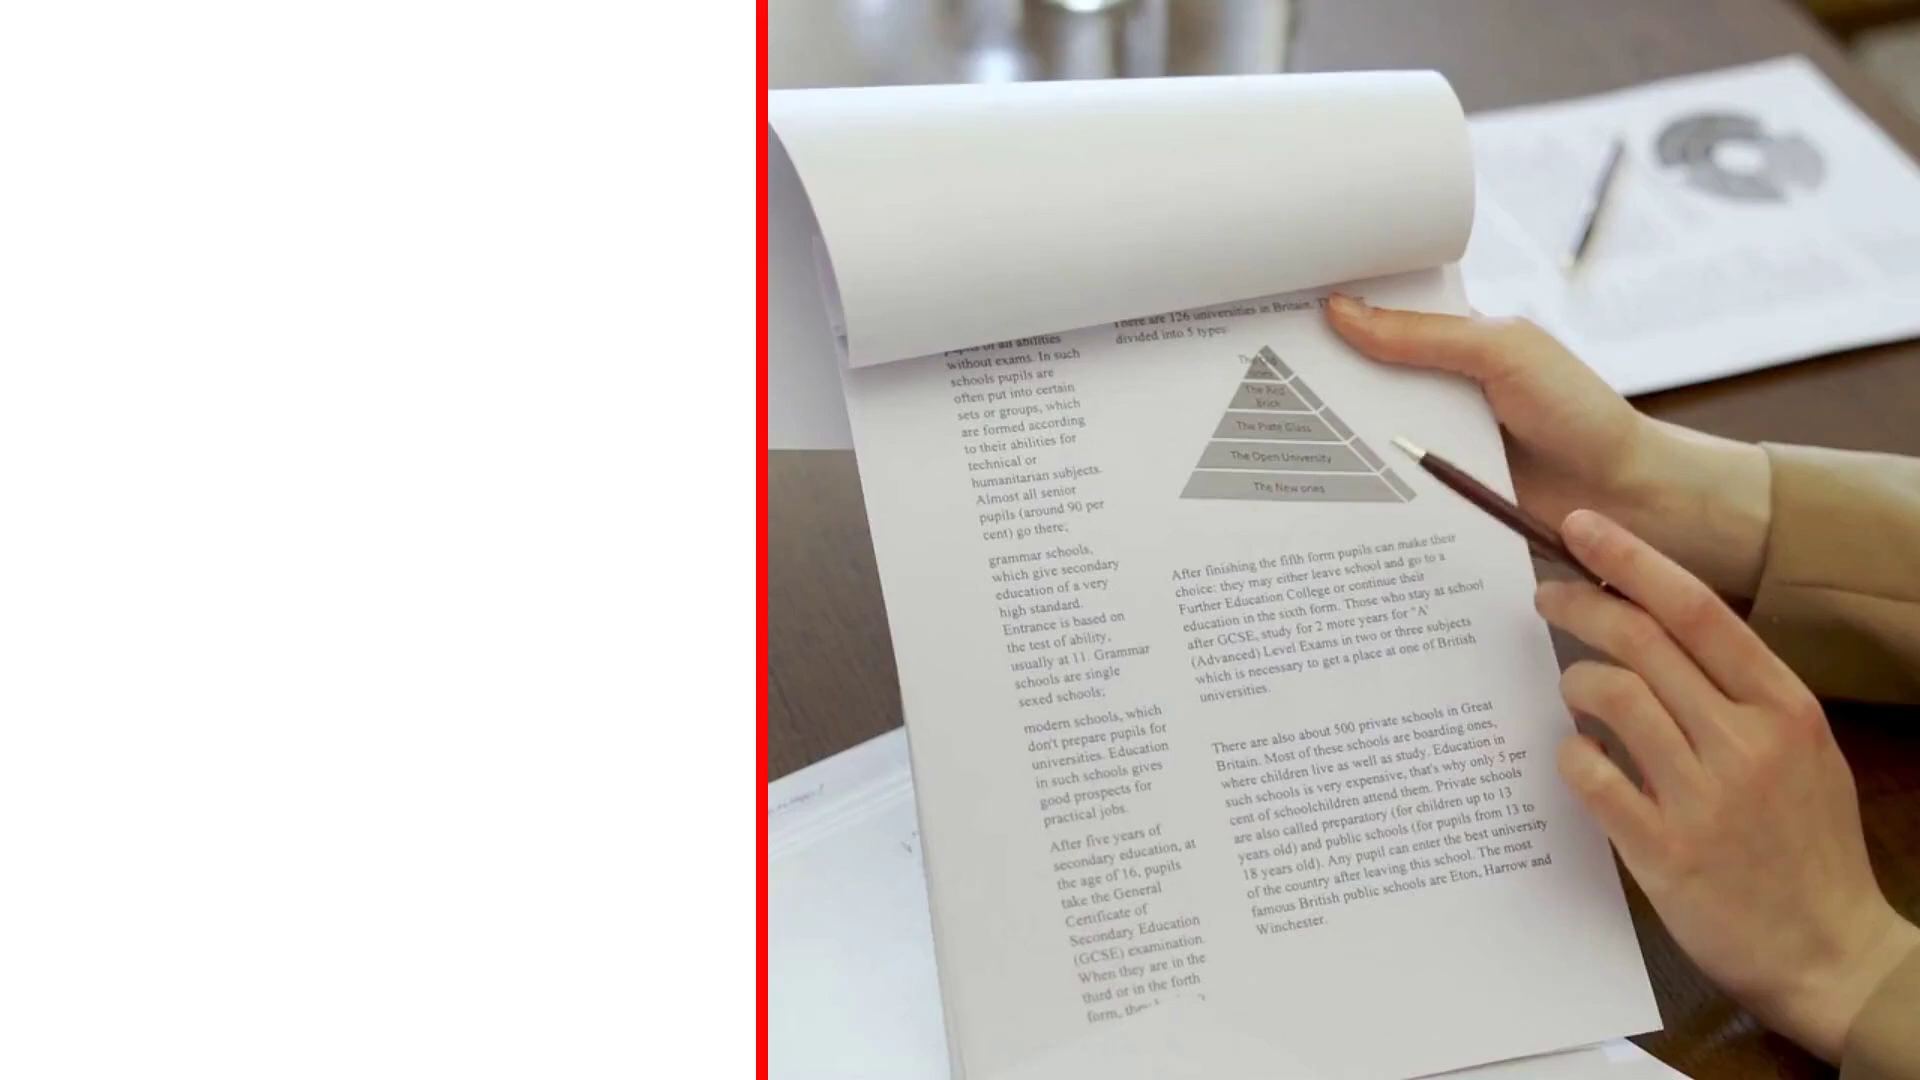 of all abilities
without exams. In such
schools pupils are
often put into certain
sets or groups, which
are formed according
to their abilities for
technical or
humanitarian subjects.
Almost all senior
pupils (around 90 per
cent) go there;
grammar schools,
which give secondary
education of a very
high standard.
Entrance is based on
the test of ability,
usually at 11. Grammar
schools are single
sexed schools;
modern schools, which
don't prepare pupils for
universities. Education
in such schools gives
good prospects for
practical jobs.
After five years of
secondary education, at
the age of 16, pupils
take the General
Certificate of
Secondary Education
(GCSE) examination.
When they are in the
third or in the forth
form,
There are 126 universities in Britain.
divided into 5 types:
The Red
Brick
The Plate Glass
The Open University
The New ones
After finishing the fifth form pupils can make their
choice: they may either leave school and go to a
Further Education College or continue their
education in the sixth form. Those who stay at school
after GCSE, study for 2 more years for "A'
(Advanced) Level Exams in two or three subjects
which is necessary to get a place at one of British
universities.
There are also about 500 private schools in Great
Britain. Most of these schools are boarding ones,
where children live as well as study. Education in
such schools is very expensive, that's why only 5 per
cent of schoolchildren attend them. Private schools
are also called preparatory (for children up to 13
years old) and public schools (for pupils from 13 to
18 years old). Any pupil can enter the best university
of the country after leaving this school. The most
famous British public schools are Eton, Harrow and
Winchester.